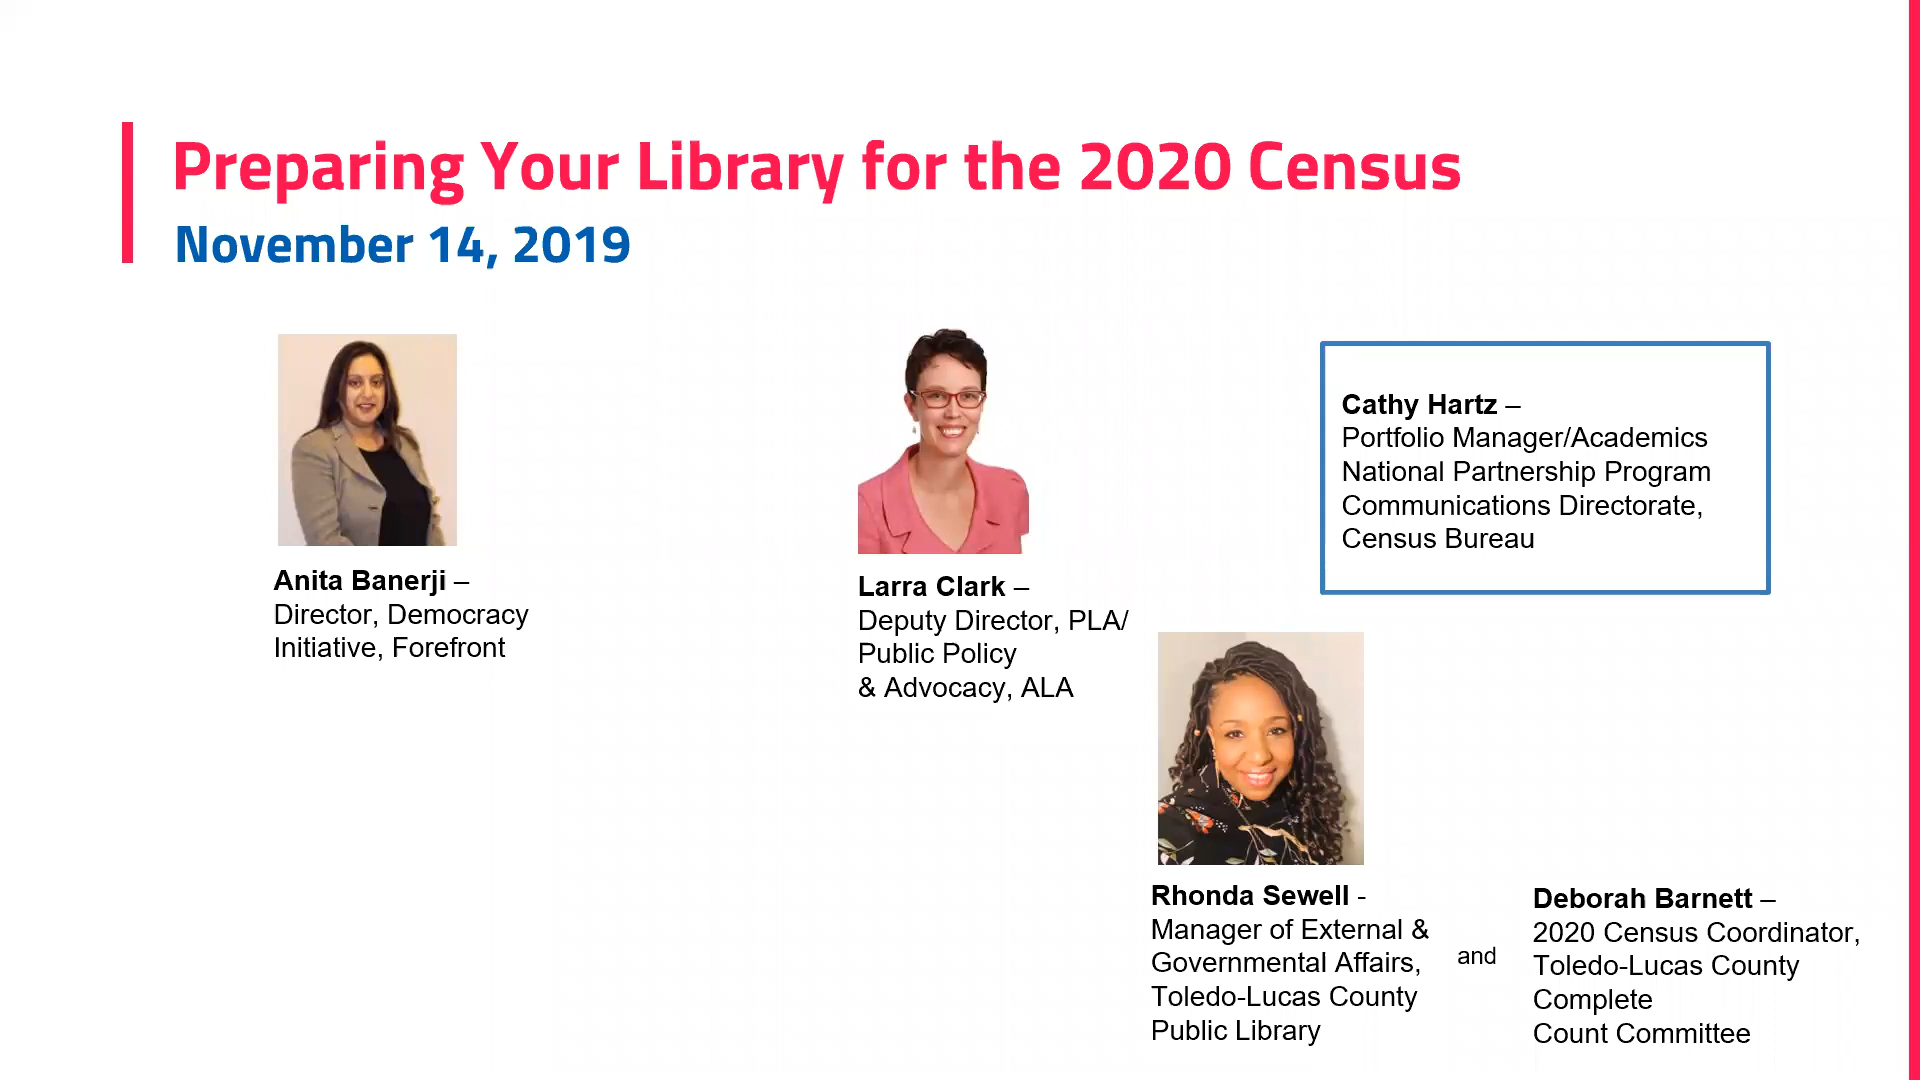 Preparing Your Library for the 2020 Census
November 14, 2019
Anita Banerji –
Director, Democracy
Initiative, Forefront
Larra Clark –
Deputy Director, PLA/
Public Policy
& Advocacy, ALA
Cathy Hartz –
Portfolio Manager/Academics
National Partnership Program
Communications Directorate,
Census Bureau
Rhonda Sewell -
Manager of External &
Governmental Affairs,
Toledo-Lucas County
Public Library
and
Deborah Barnett –
2020 Census Coordinator,
Toledo-Lucas County
Complete
Count Committee